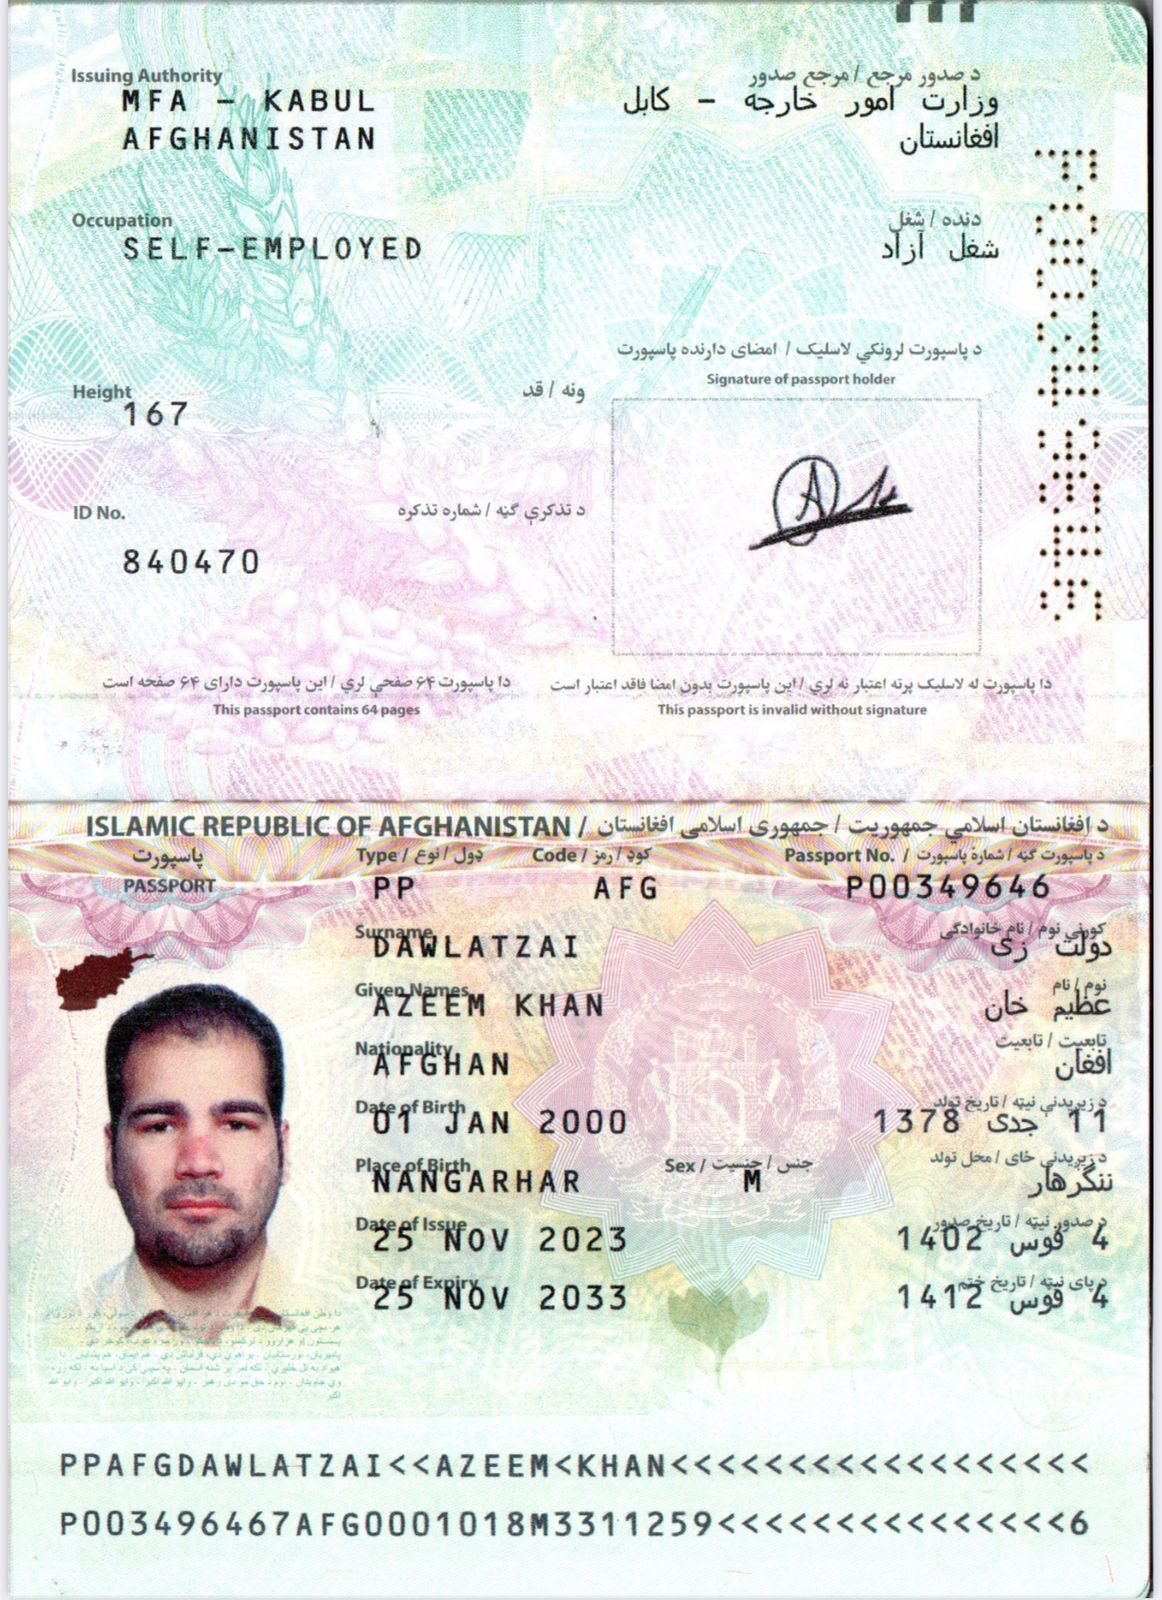 Issuing Authority
د صدور مرجع / مرجع صدور
MFA – KABUL
وزارت امور خارجه – کابل
AFGHANISTAN
افغانستان
Occupation
دنده / شغل
SELF-EMPLOYED
شغل آزاد
د پاسپورت لرونکي لاسلیک / امضای دارنده پاسپورت
Signature of passport holder
Height
ونه / قد
167
ID No.
د تذکرې ګڼه / شماره تذکره
840470
دا پاسپورت ۶۴ صفحې لري / این پاسپورت دارای ۶۴ صفحه است
This passport contains 64 pages
دا پاسپورت له لاسلیک پرته اعتبار نه لري / این پاسپورت بدون امضا فاقد اعتبار است
This passport is invalid without signature
P00349646
ISLAMIC REPUBLIC OF AFGHANISTAN / د افغانستان اسلامي جمهوریت / جمهوری اسلامی افغانستان
پاسپورت
PASSPORT
Type / ډول / نوع
Code / کوډ / رمز
Passport No. / د پاسپورت ګڼه / شماره پاسپورت
PP
AFG
P00349646
Surname
کورنی نوم / نام خانوادگی
DAWLATZAI
دولت زی
Given Names
نوم / نام
AZEEM KHAN
عظیم خان
Nationality
تابعیت / تابعیت
AFGHAN
افغان
Date of Birth
د زیږیدنې نیټه / تاریخ تولد
01 JAN 2000
11 جدی 1378
Place of Birth
Sex / جنس / جنسیت
د زیږیدنې ځای / محل تولد
NANGARHAR
M
ننگرهار
Date of Issue
د صدور نیټه / تاریخ صدور
25 NOV 2023
4 قوس 1402
Date of Expiry
د پای نیټه / تاریخ ختم
25 NOV 2033
4 قوس 1412
PPAFGDAWLATZAI<<AZEEM<KHAN<<<<<<<<<<<<<<<<<<
P003496467AFG0001018M3311259<<<<<<<<<<<<<<<6